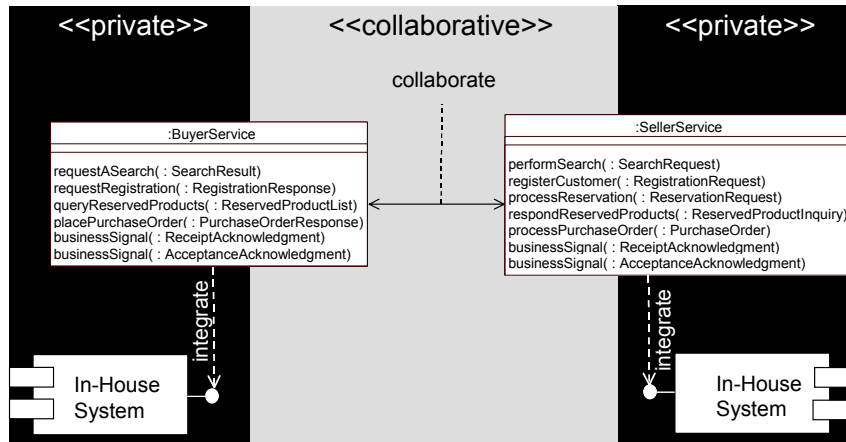 <<private>>
<<collaborative>>
<<private>>
collaborate
:BuyerService
requestASearch( : SearchResult)
requestRegistration( : RegistrationResponse)
queryReservedProducts( : ReservedProductList)
placePurchaseOrder( : PurchaseOrderResponse)
businessSignal( : ReceiptAcknowledgment)
businessSignal( : AcceptanceAcknowledgment)
:SellerService
performSearch( : SearchRequest)
registerCustomer( : RegistrationRequest)
processReservation( : ReservationRequest)
respondReservedProducts( : ReservedProductInquiry)
processPurchaseOrder( : PurchaseOrder)
businessSignal( : ReceiptAcknowledgment)
businessSignal( : AcceptanceAcknowledgment)
integrate
integrate
In-House
System
In-House
System